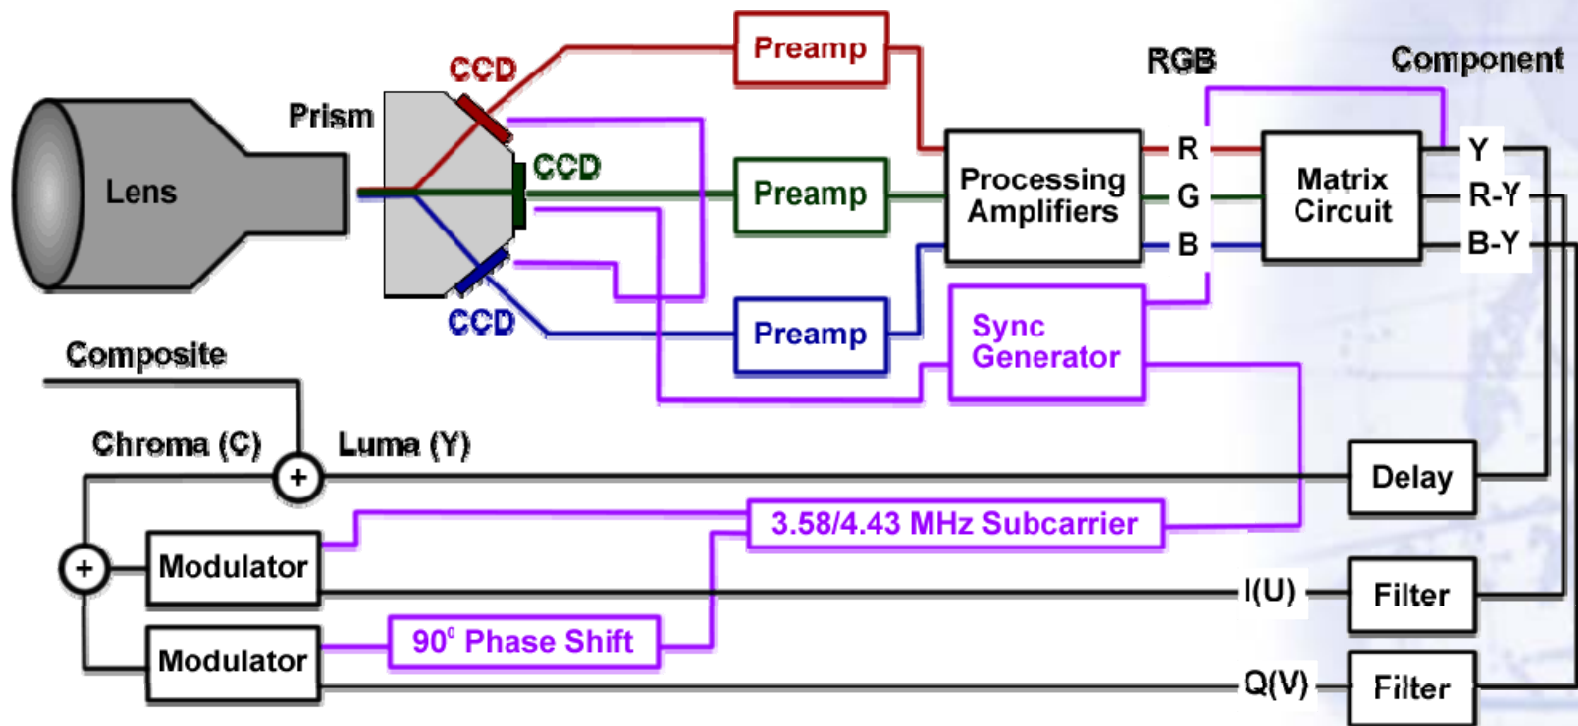 Lens
Prism
CCD
CCD
CCD
Preamp
Preamp
Preamp
Processing
Amplifiers
RGB
R
G
B
Matrix
Circuit
Component
Y
R-Y
B-Y
Sync
Generator
Composite
Chroma (C)
Luma (Y)
+
Delay
3.58/4.43 MHz Subcarrier
+
Modulator
I(U)
Filter
90⁰ Phase Shift
Modulator
Q(V)
Filter